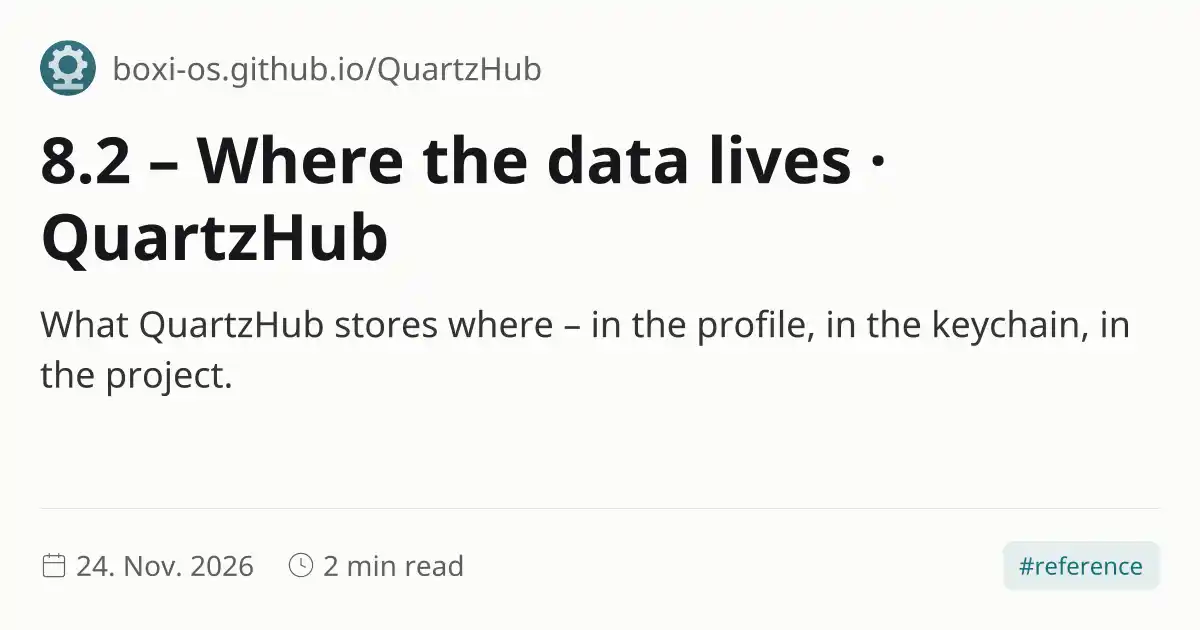 boxi-os.github.io/QuartzHub
8.2 – Where the data lives ·
QuartzHub
What QuartzHub stores where – in the profile, in the keychain, in
the project.
24. Nov. 2026
2 min read
#reference